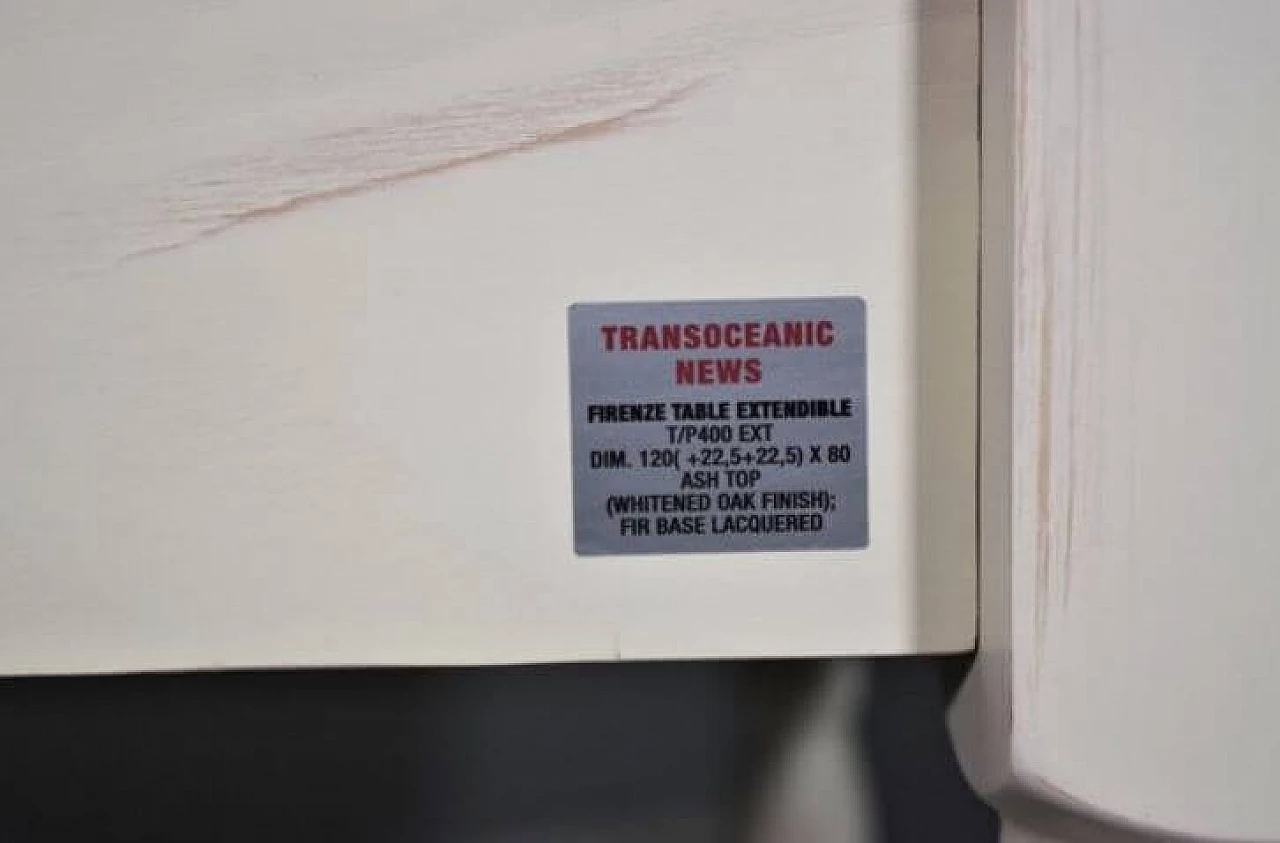 TRANSOCEANIC
NEWS
FIRENZE TABLE EXTENDIBLE
T/P400 EXT
DIM. 120( +22,5+22,5) X 80
ASH TOP
(WHITENED OAK FINISH);
FIR BASE LACQUERED